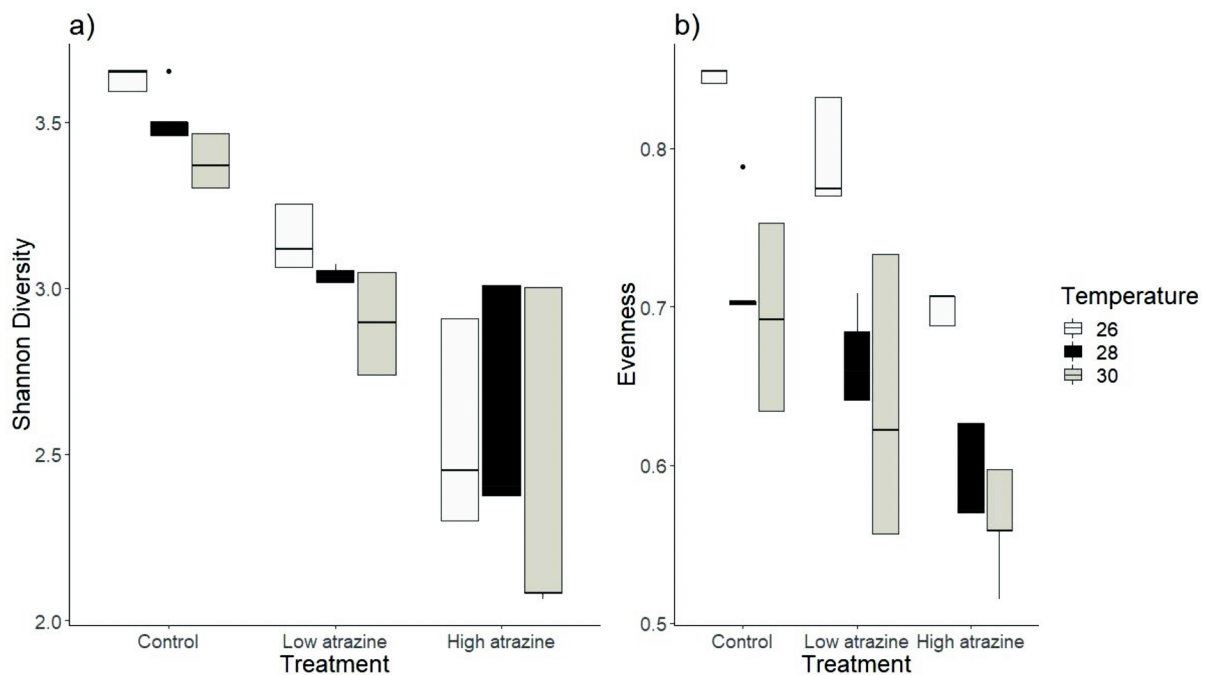 a)
Shannon Diversity
3.5
3.0
2.5
2.0
Control Low atrazine High atrazine
Treatment
b)
Evenness
0.8
0.7
0.6
0.5
Control Low atrazine High atrazine
Treatment
Temperature
26
28
30